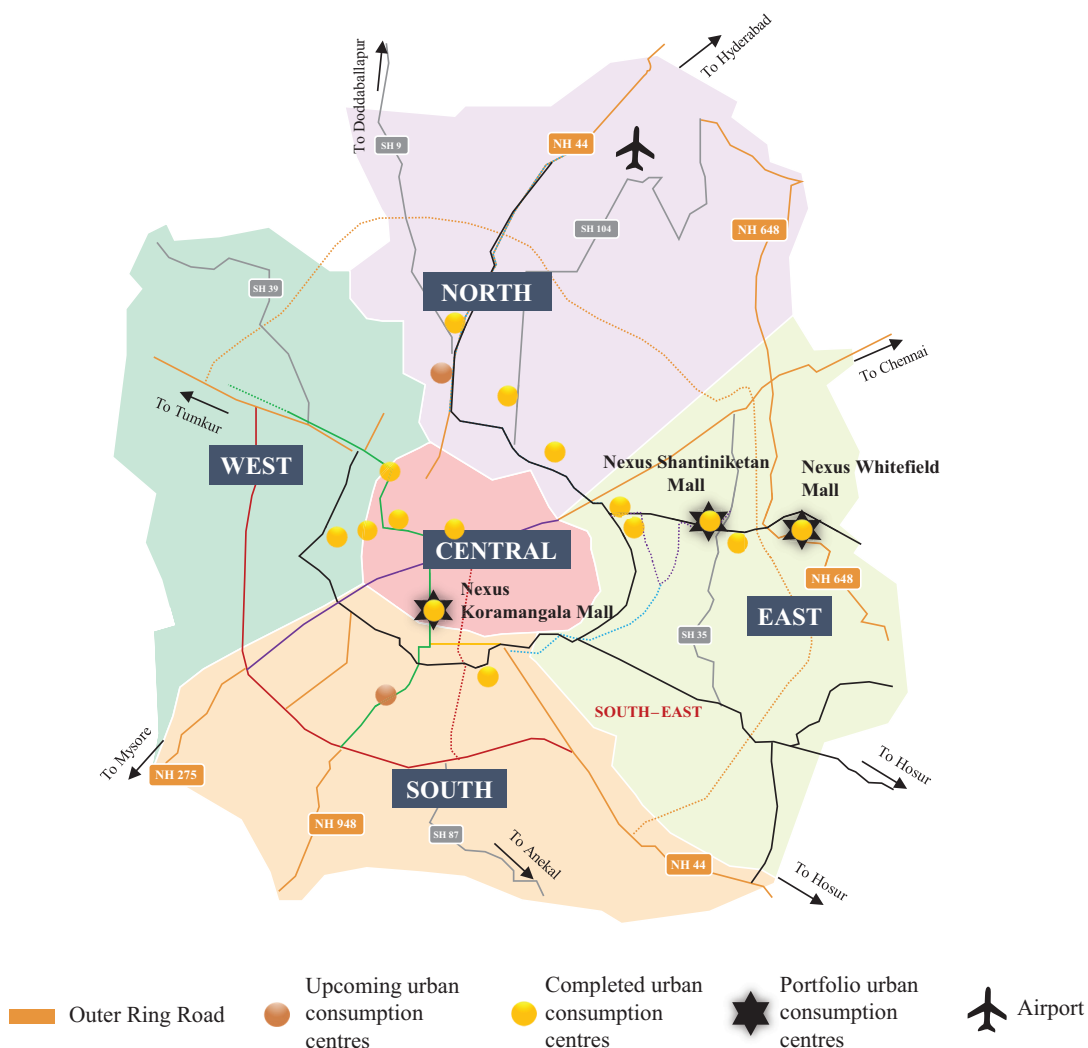 To Doddaballapur
To Hyderabad
SH 9
NH 44
SH 104
NH 648
SH 39
NORTH
To Chennai
To Tumkur
WEST
Nexus Shantiniketan
Mall
Nexus Whitefield
Mall
CENTRAL
Nexus
Koramangala Mall
NH 648
EAST
SH 35
SOUTH–EAST
To Mysore
NH 275
To Hosur
SOUTH
NH 948
SH 87
To Anekal
NH 44
To Hosur
Outer Ring Road
Upcoming urban
consumption
centres
Completed urban
consumption
centres
Portfolio urban
consumption
centres
Airport